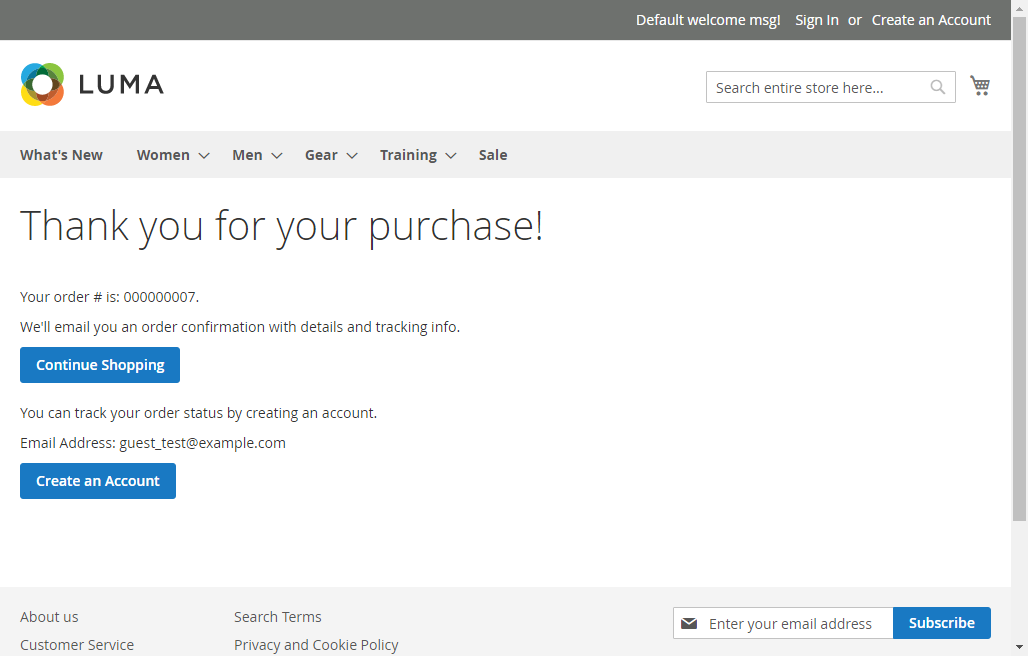 Default welcome msg! Sign In or Create an Account
LUMA
Search entire store here...
What's New Women Men Gear Training Sale
Thank you for your purchase!
Your order # is: 000000007.
We'll email you an order confirmation with details and tracking info.
Continue Shopping
You can track your order status by creating an account.
Email Address: guest_test@example.com
Create an Account
About us Search Terms Enter your email address Subscribe
Customer Service Privacy and Cookie Policy